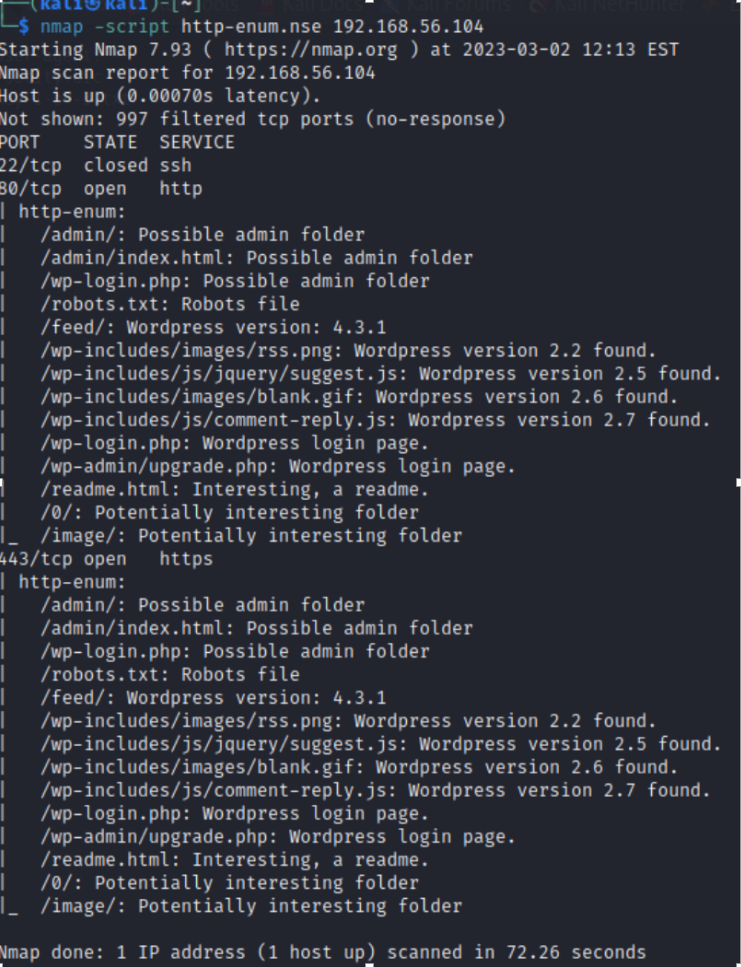 (kali㉿kali)-[~]
$ nmap -script http-enum.nse 192.168.56.104
Starting Nmap 7.93 ( https://nmap.org ) at 2023-03-02 12:13 EST
Nmap scan report for 192.168.56.104
Host is up (0.00070s latency).
Not shown: 997 filtered tcp ports (no-response)
PORT    STATE  SERVICE
22/tcp  closed ssh
80/tcp  open   http
| http-enum:
|   /admin/: Possible admin folder
|   /admin/index.html: Possible admin folder
|   /wp-login.php: Possible admin folder
|   /robots.txt: Robots file
|   /feed/: Wordpress version: 4.3.1
|   /wp-includes/images/rss.png: Wordpress version 2.2 found.
|   /wp-includes/js/jquery/suggest.js: Wordpress version 2.5 found.
|   /wp-includes/images/blank.gif: Wordpress version 2.6 found.
|   /wp-includes/js/comment-reply.js: Wordpress version 2.7 found.
|   /wp-login.php: Wordpress login page.
|   /wp-admin/upgrade.php: Wordpress login page.
|   /readme.html: Interesting, a readme.
|   /0/: Potentially interesting folder
|_  /image/: Potentially interesting folder
443/tcp open   https
| http-enum:
|   /admin/: Possible admin folder
|   /admin/index.html: Possible admin folder
|   /wp-login.php: Possible admin folder
|   /robots.txt: Robots file
|   /feed/: Wordpress version: 4.3.1
|   /wp-includes/images/rss.png: Wordpress version 2.2 found.
|   /wp-includes/js/jquery/suggest.js: Wordpress version 2.5 found.
|   /wp-includes/images/blank.gif: Wordpress version 2.6 found.
|   /wp-includes/js/comment-reply.js: Wordpress version 2.7 found.
|   /wp-login.php: Wordpress login page.
|   /wp-admin/upgrade.php: Wordpress login page.
|   /readme.html: Interesting, a readme.
|   /0/: Potentially interesting folder
|_  /image/: Potentially interesting folder
Nmap done: 1 IP address (1 host up) scanned in 72.26 seconds